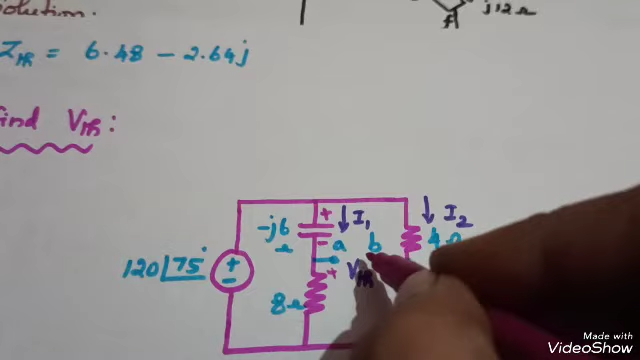 Solution.
j12Ω
f
Z_Th = 6.48 - 2.64j
find V_Th:
+ I1 I2
-j6 Ω a b 4Ω
120∠75° + - + V_Th
8Ω
Made with
VideoShow